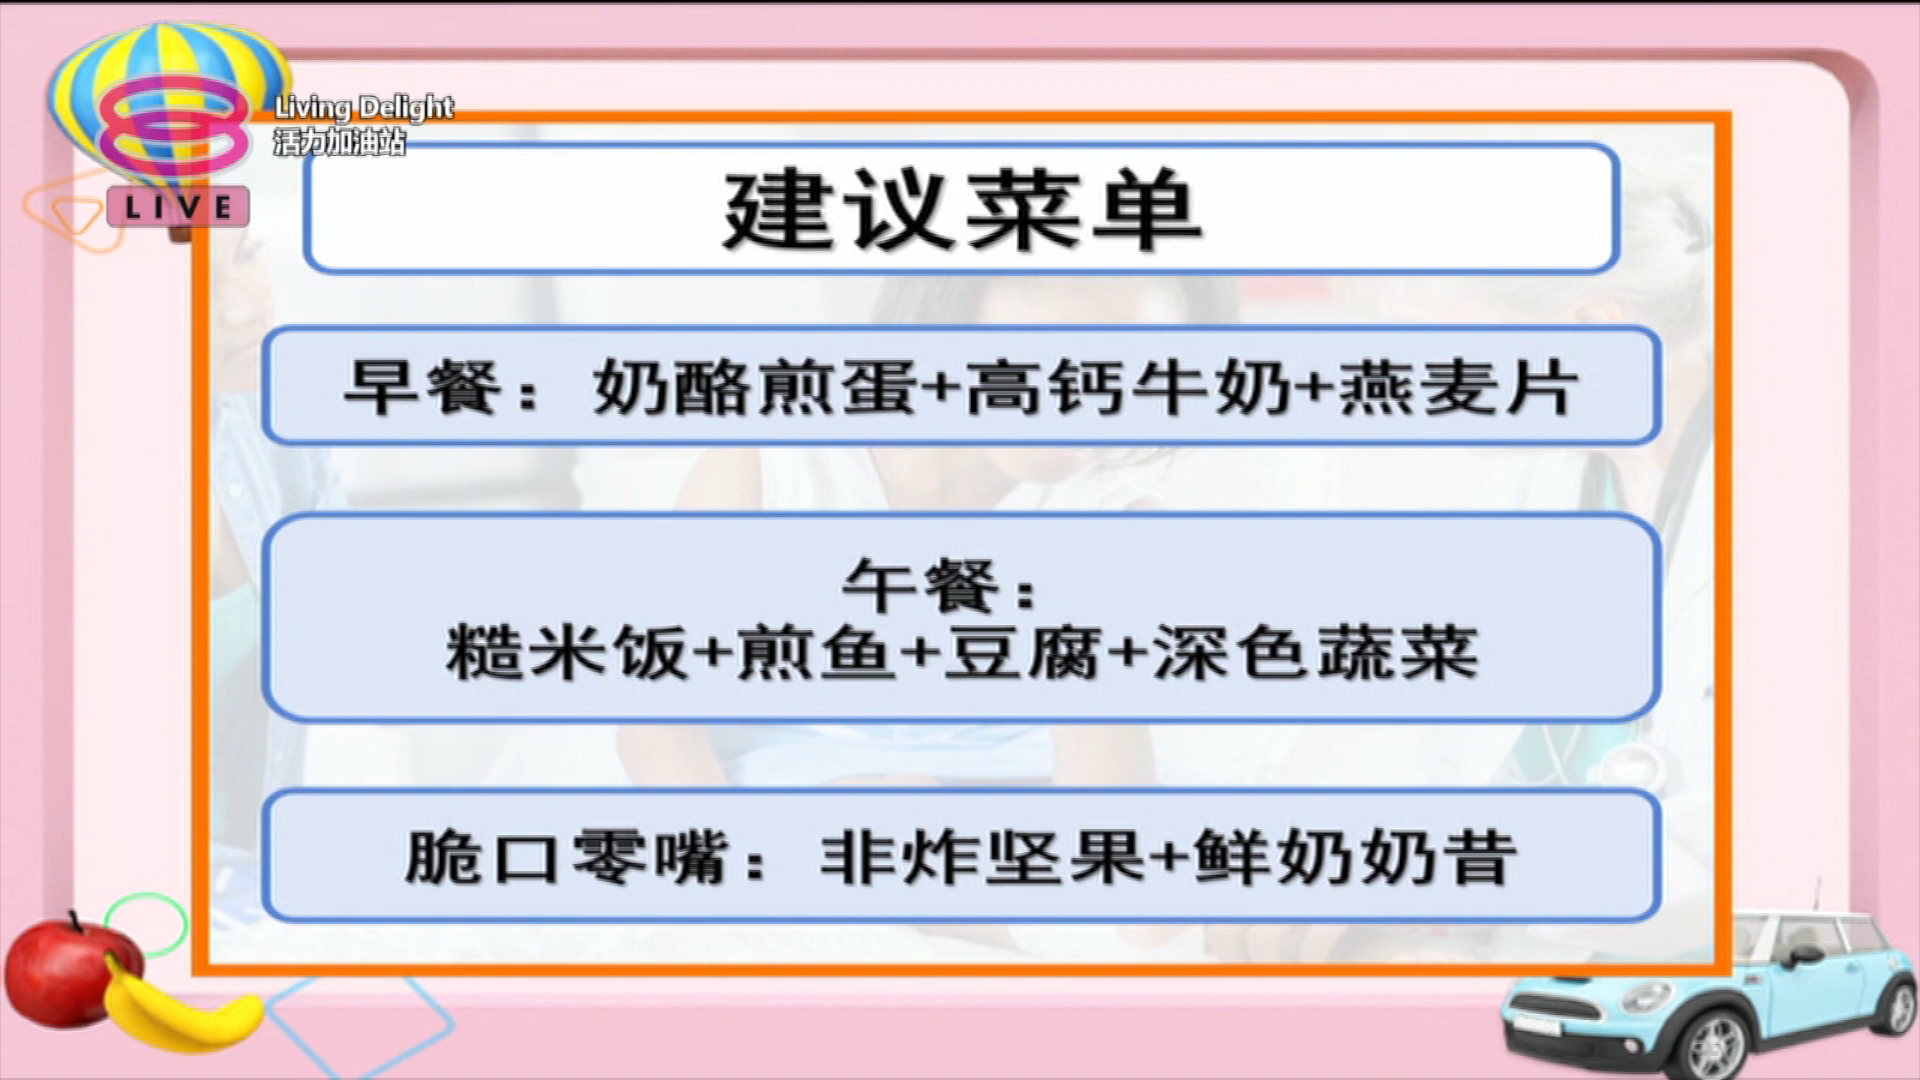 Living Delight
活力加油站
LIVE
建议菜单
早餐：奶酪煎蛋+高钙牛奶+燕麦片
午餐：
糙米饭+煎鱼+豆腐+深色蔬菜
脆口零嘴：非炸坚果+鲜奶奶昔